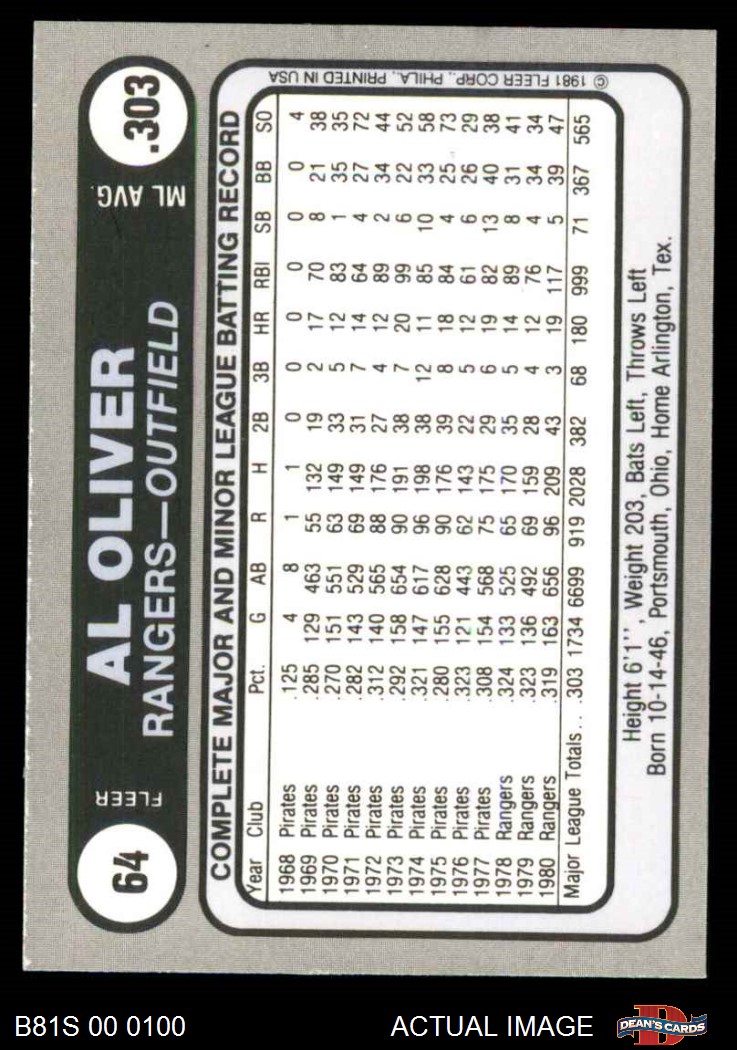 64
FLEER
AL OLIVER
RANGERS—OUTFIELD
ML AVG.
.303
COMPLETE MAJOR AND MINOR LEAGUE BATTING RECORD
Year Club Pct. G AB R H 2B 3B HR RBI SB BB SO
1968 Pirates .125 4 8 1 1 0 0 0 0 0 0 4
1969 Pirates .285 129 463 55 132 19 2 17 70 8 21 38
1970 Pirates .270 151 551 63 149 33 5 12 83 1 35 35
1971 Pirates .282 143 529 69 149 31 7 14 64 4 27 72
1972 Pirates .312 140 565 88 176 27 4 12 89 2 34 44
1973 Pirates .292 158 654 90 191 38 7 20 99 6 22 52
1974 Pirates .321 147 617 96 198 38 12 11 85 10 33 58
1975 Pirates .280 155 628 90 176 39 8 18 84 4 25 73
1976 Pirates .323 121 443 62 143 22 5 12 61 6 26 29
1977 Pirates .308 154 568 75 175 29 6 19 82 13 40 38
1978 Rangers .324 133 525 65 170 35 5 14 89 8 31 41
1979 Rangers .323 136 492 69 159 28 4 12 76 4 34 34
1980 Rangers .319 163 656 96 209 43 3 19 117 5 39 47
Major League Totals... .303 1734 6699 919 2028 382 68 180 999 71 367 565
© 1981 FLEER CORP., PHILA., PRINTED IN USA
Height 6'1'', Weight 203, Bats Left, Throws Left
Born 10-14-46, Portsmouth, Ohio, Home Arlington, Tex.
B81S 00 0100
ACTUAL IMAGE
D
DEAN'S CARDS